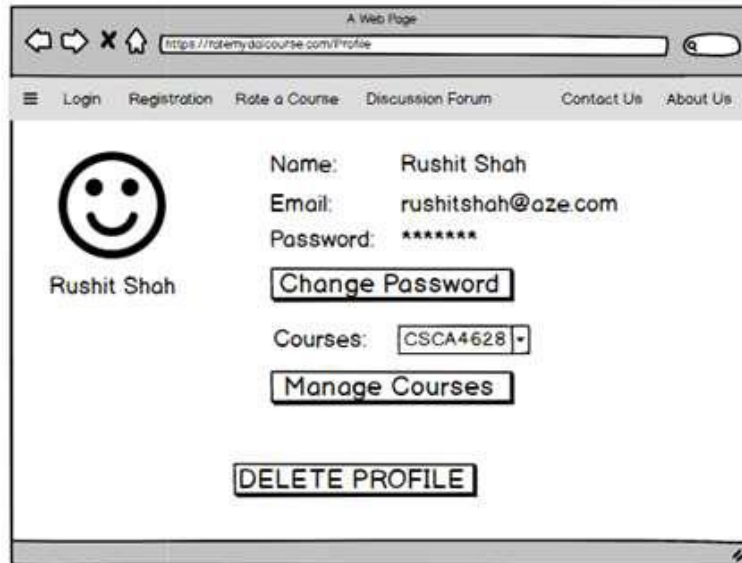 A Web Page
https://ratemydalcourse.com/Profile
Login Registration Rate a Course Discussion Forum Contact Us About Us
Name: Rushit Shah
Email: rushitshah@aze.com
Password: *******
Rushit Shah
Change Password
Courses: CSCA4628
Manage Courses
DELETE PROFILE